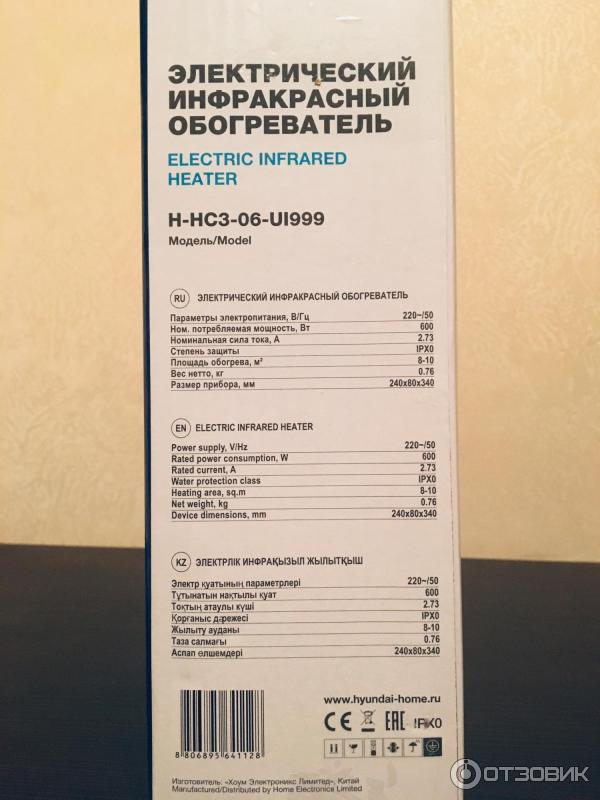 ЭЛЕКТРИЧЕСКИЙ
ИНФРАКРАСНЫЙ
ОБОГРЕВАТЕЛЬ
ELECTRIC INFRARED
HEATER
H-HC3-06-UI999
Модель/Model
RU ЭЛЕКТРИЧЕСКИЙ ИНФРАКРАСНЫЙ ОБОГРЕВАТЕЛЬ
Параметры электропитания, В/Гц 220~/50
Ном. потребляемая мощность, Вт 600
Номинальная сила тока, А 2.73
Степень защиты IPX0
Площадь обогрева, м² 8-10
Вес нетто, кг 0.76
Размер прибора, мм 240x80x340
EN ELECTRIC INFRARED HEATER
Power supply, V/Hz 220~/50
Rated power consumption, W 600
Rated current, A 2.73
Water protection class IPX0
Heating area, sq.m 8-10
Net weight, kg 0.76
Device dimensions, mm 240x80x340
KZ ЭЛЕКТРЛІК ИНФРАҚЫЗЫЛ ЖЫЛЫТҚЫШ
Электр қуатының параметрлері 220~/50
Тұтынатын нақтылы қуат 600
Тоқтың атаулы күші 2.73
Қорғаныс дәрежесі IPX0
Жылыту ауданы 8-10
Таза салмағы 0.76
Аспап өлшемдері 240x80x340
www.hyundai-home.ru
CE EAC IPX0
8 806895 641128
Изготовитель: «Хоум Электроникс Лимитед», Китай
Manufactured/Distributed by Home Electronics Limited
ОТЗОВИК